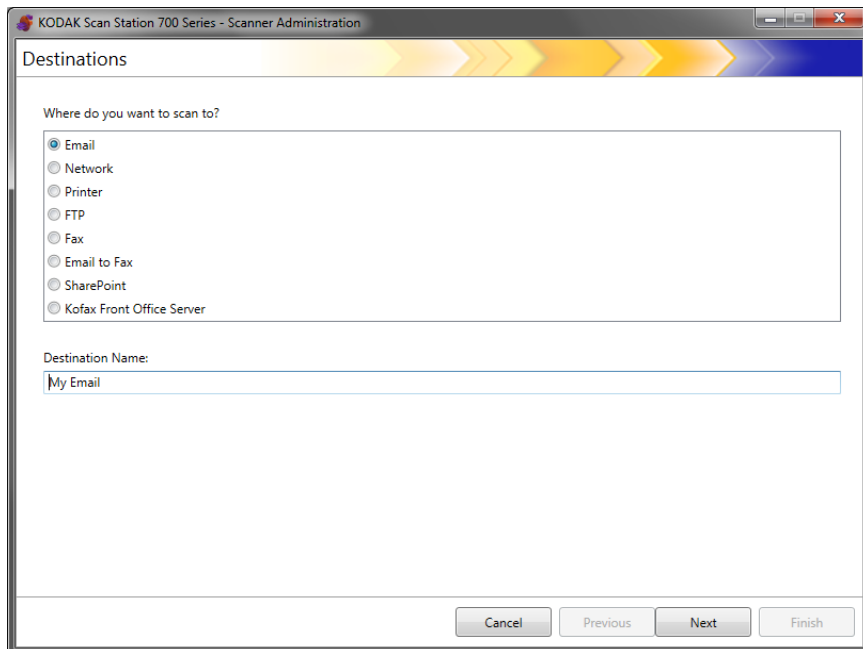 KODAK Scan Station 700 Series - Scanner Administration
Destinations
Where do you want to scan to?
Email
Network
Printer
FTP
Fax
Email to Fax
SharePoint
Kofax Front Office Server
Destination Name:
My Email
Cancel Previous Next Finish